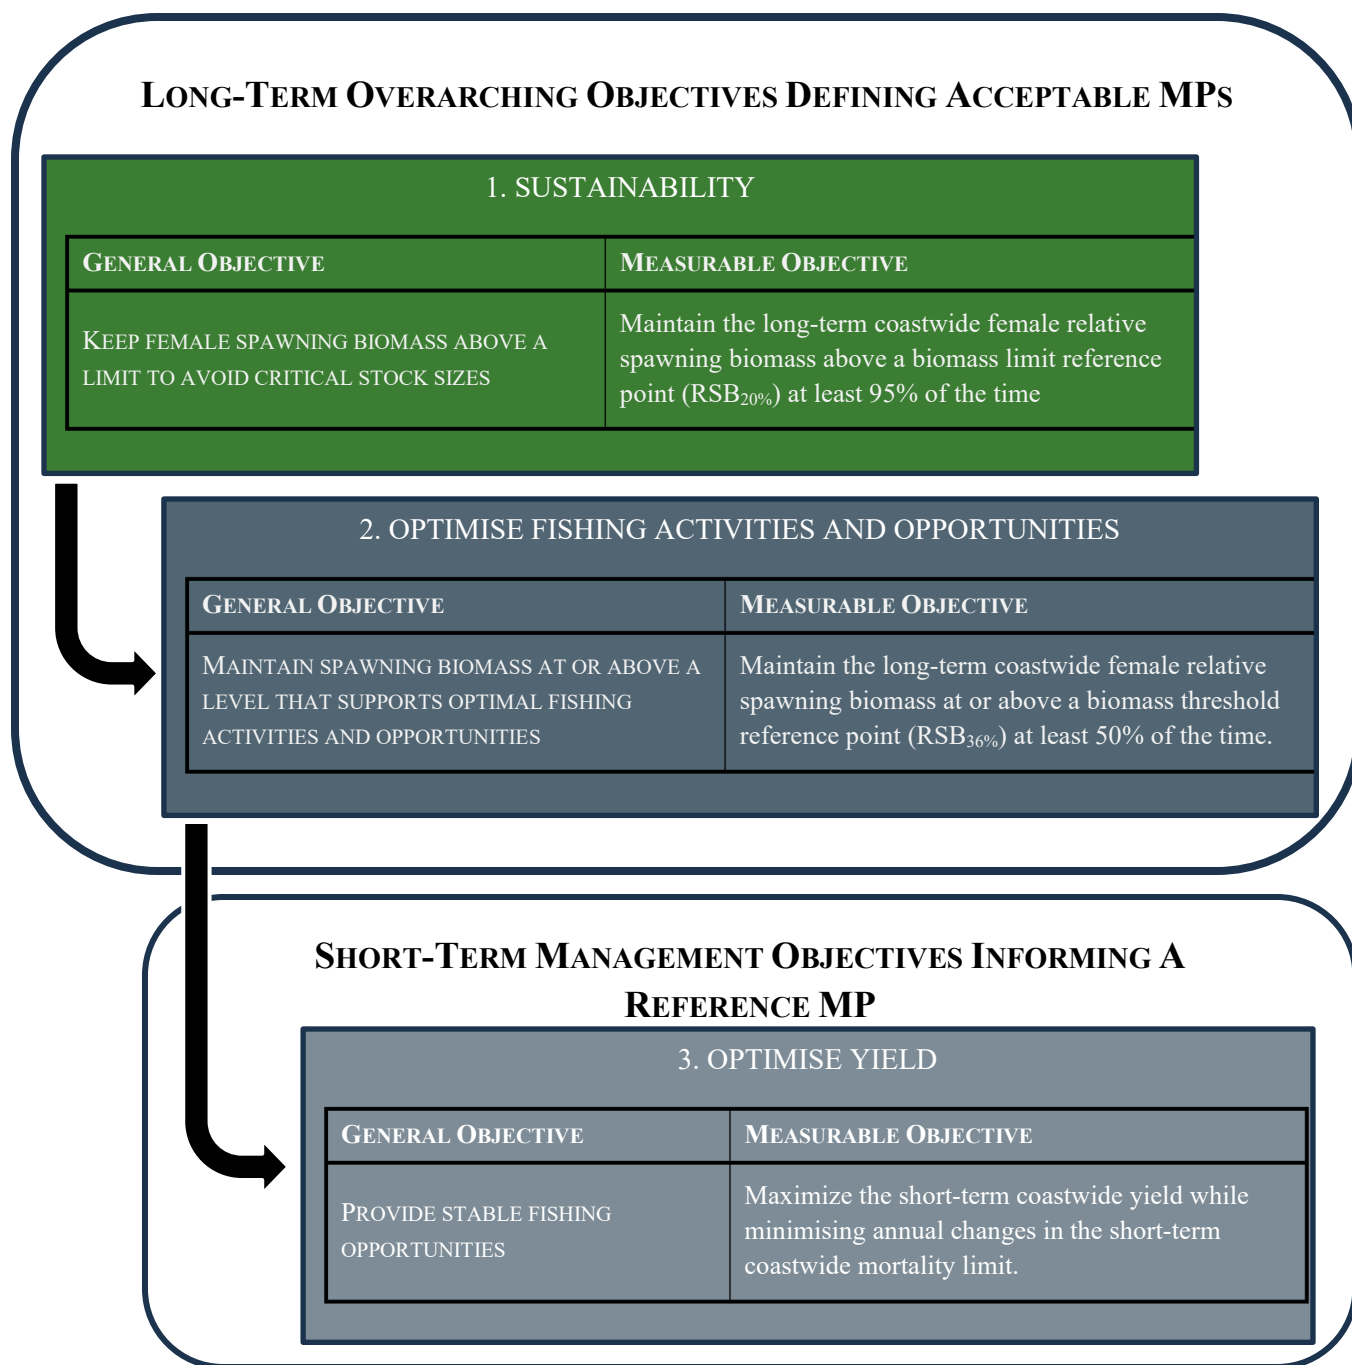 LONG-TERM OVERARCHING OBJECTIVES DEFINING ACCEPTABLE MPS
1. SUSTAINABILITY
GENERAL OBJECTIVE
MEASURABLE OBJECTIVE
KEEP FEMALE SPAWNING BIOMASS ABOVE A
LIMIT TO AVOID CRITICAL STOCK SIZES
Maintain the long-term coastwide female relative
spawning biomass above a biomass limit reference
point (RSB20%) at least 95% of the time
2. OPTIMISE FISHING ACTIVITIES AND OPPORTUNITIES
GENERAL OBJECTIVE
MEASURABLE OBJECTIVE
MAINTAIN SPAWNING BIOMASS AT OR ABOVE A
LEVEL THAT SUPPORTS OPTIMAL FISHING
ACTIVITIES AND OPPORTUNITIES
Maintain the long-term coastwide female relative
spawning biomass at or above a biomass threshold
reference point (RSB36%) at least 50% of the time.
SHORT-TERM MANAGEMENT OBJECTIVES INFORMING A
REFERENCE MP
3. OPTIMISE YIELD
GENERAL OBJECTIVE
MEASURABLE OBJECTIVE
PROVIDE STABLE FISHING
OPPORTUNITIES
Maximize the short-term coastwide yield while
minimising annual changes in the short-term
coastwide mortality limit.